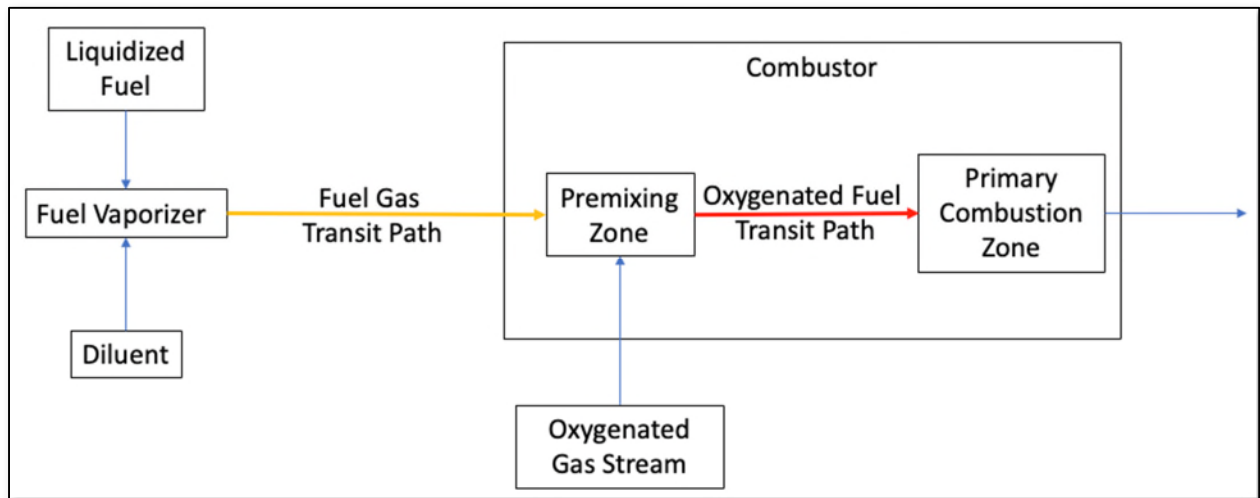 Liquidized
Fuel
Combustor
Fuel Vaporizer
Fuel Gas
Transit Path
Premixing
Zone
Oxygenated Fuel
Transit Path
Primary
Combustion
Zone
Diluent
Oxygenated
Gas Stream